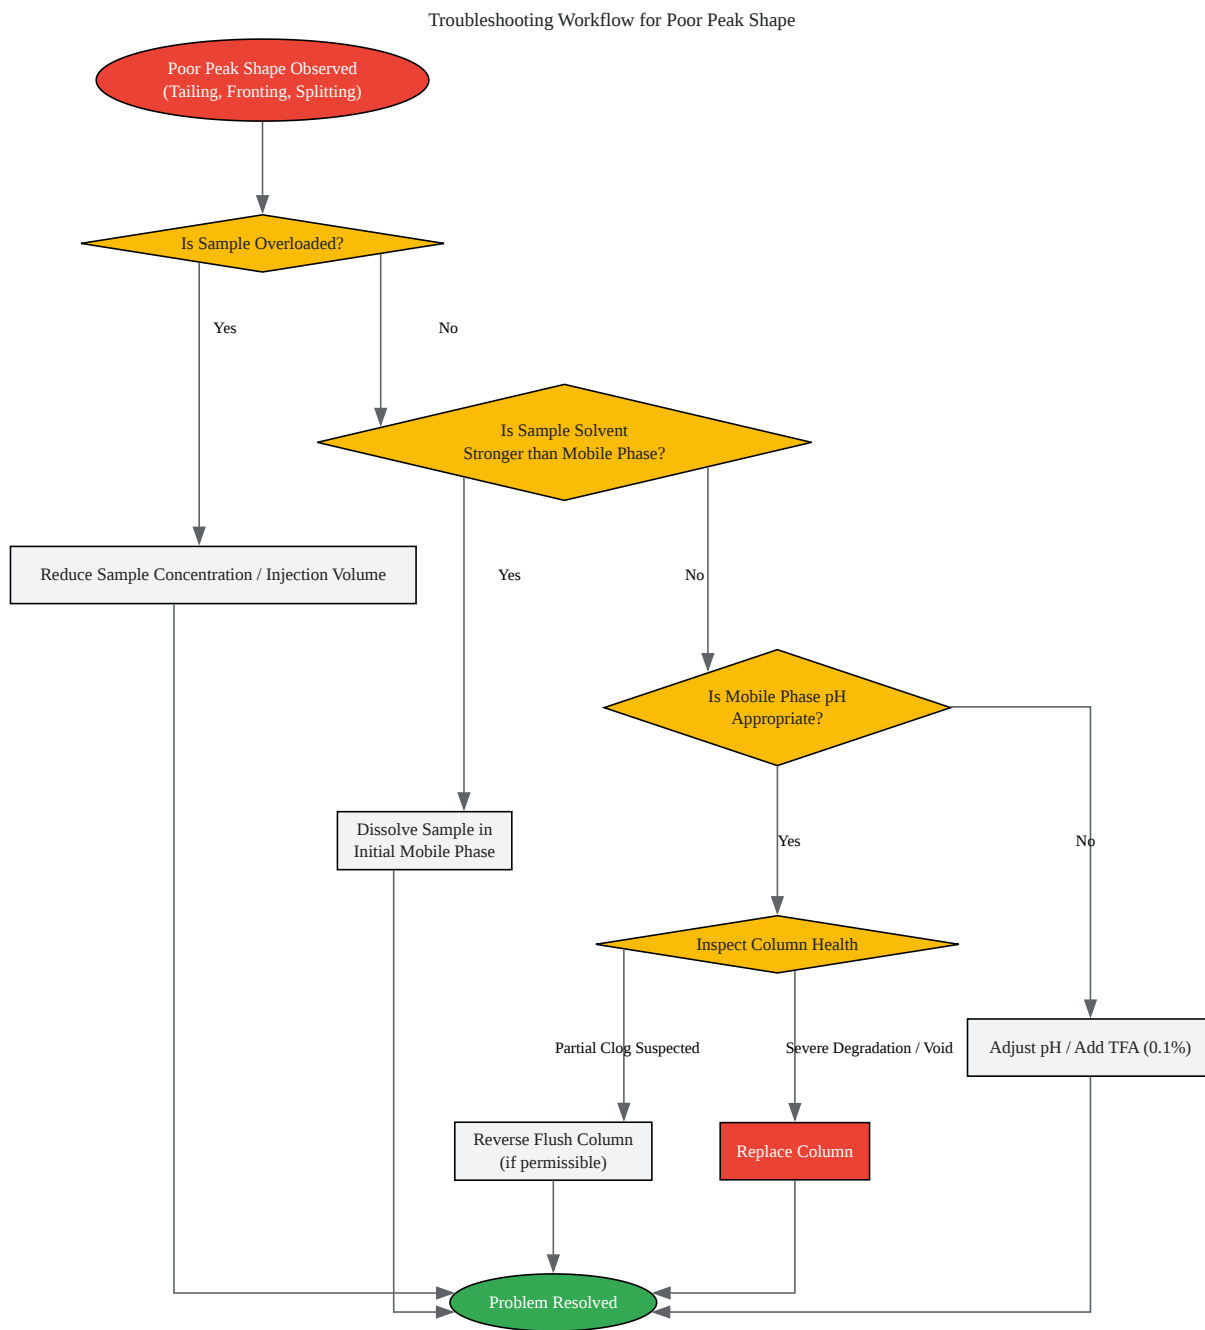 Troubleshooting Workflow for Poor Peak Shape
Poor Peak Shape Observed
(Tailing, Fronting, Splitting)
Is Sample Overloaded?
Yes
No
Is Sample Solvent
Stronger than Mobile Phase?
Reduce Sample Concentration / Injection Volume
Yes
No
Is Mobile Phase pH
Appropriate?
Dissolve Sample in
Initial Mobile Phase
Yes
No
Inspect Column Health
Partial Clog Suspected
Severe Degradation / Void
Adjust pH / Add TFA (0.1%)
Reverse Flush Column
(if permissible)
Replace Column
Problem Resolved